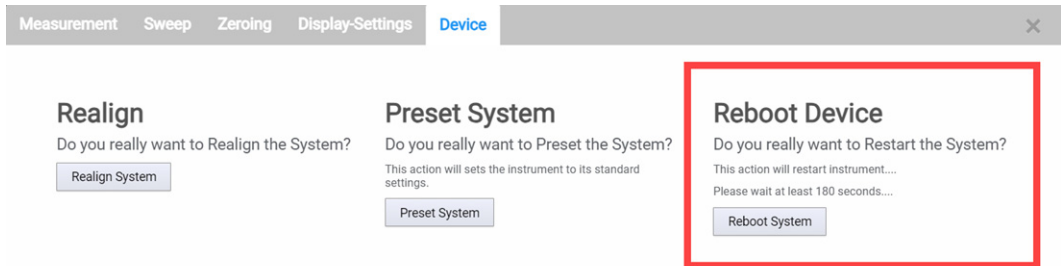 Measurement Sweep Zeroing Display-Settings Device ×
Realign
Do you really want to Realign the System?
Realign System
Preset System
Do you really want to Preset the System?
This action will sets the instrument to its standard
settings.
Preset System
Reboot Device
Do you really want to Restart the System?
This action will restart instrument....
Please wait at least 180 seconds....
Reboot System